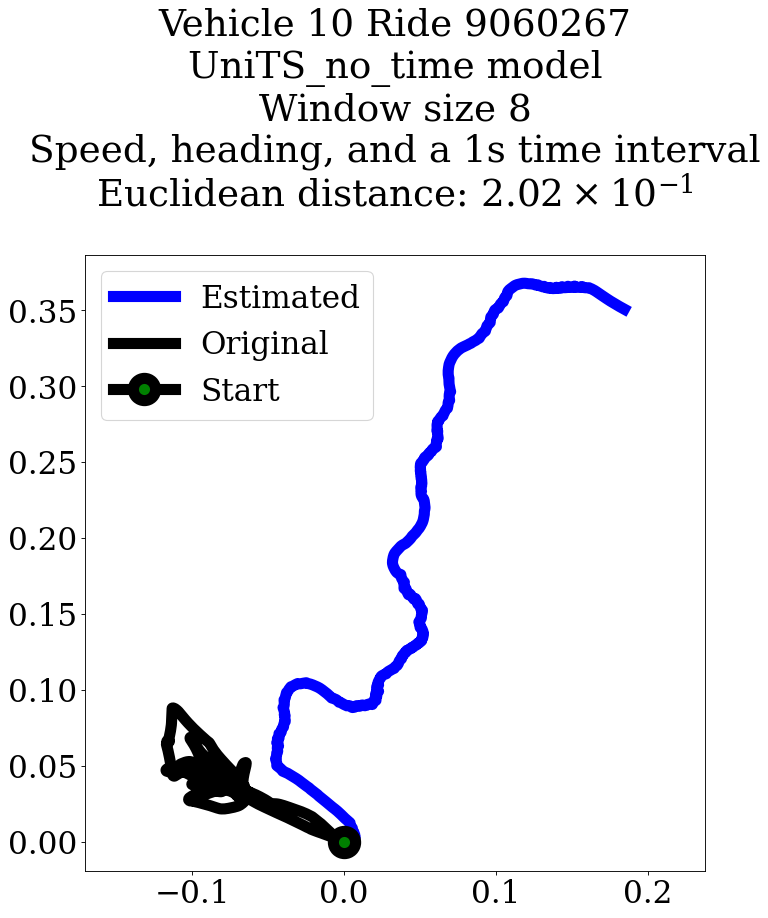 Vehicle 10 Ride 9060267
UniTS_no_time model
Window size 8
Speed, heading, and a 1s time interval
Euclidean distance: 2.02 × 10⁻¹
Estimated
Original
Start
0.35
0.30
0.25
0.20
0.15
0.10
0.05
0.00
−0.1 0.0 0.1 0.2